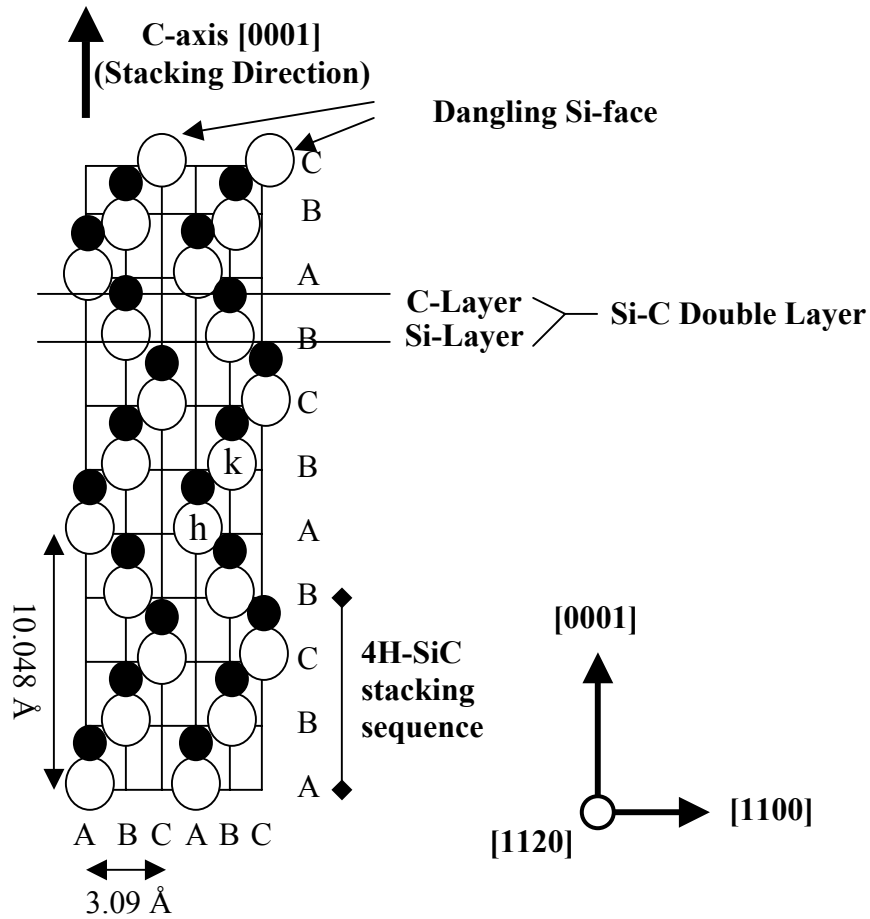 C-axis [0001]
(Stacking Direction)
Dangling Si-face
C
B
A
C-Layer
Si-Layer
Si-C Double Layer
B
C
B
k
A
h
B
C
B
A
10.048 Å
4H-SiC
stacking
sequence
A B C A B C
3.09 Å
[0001]
[1100]
[1120]